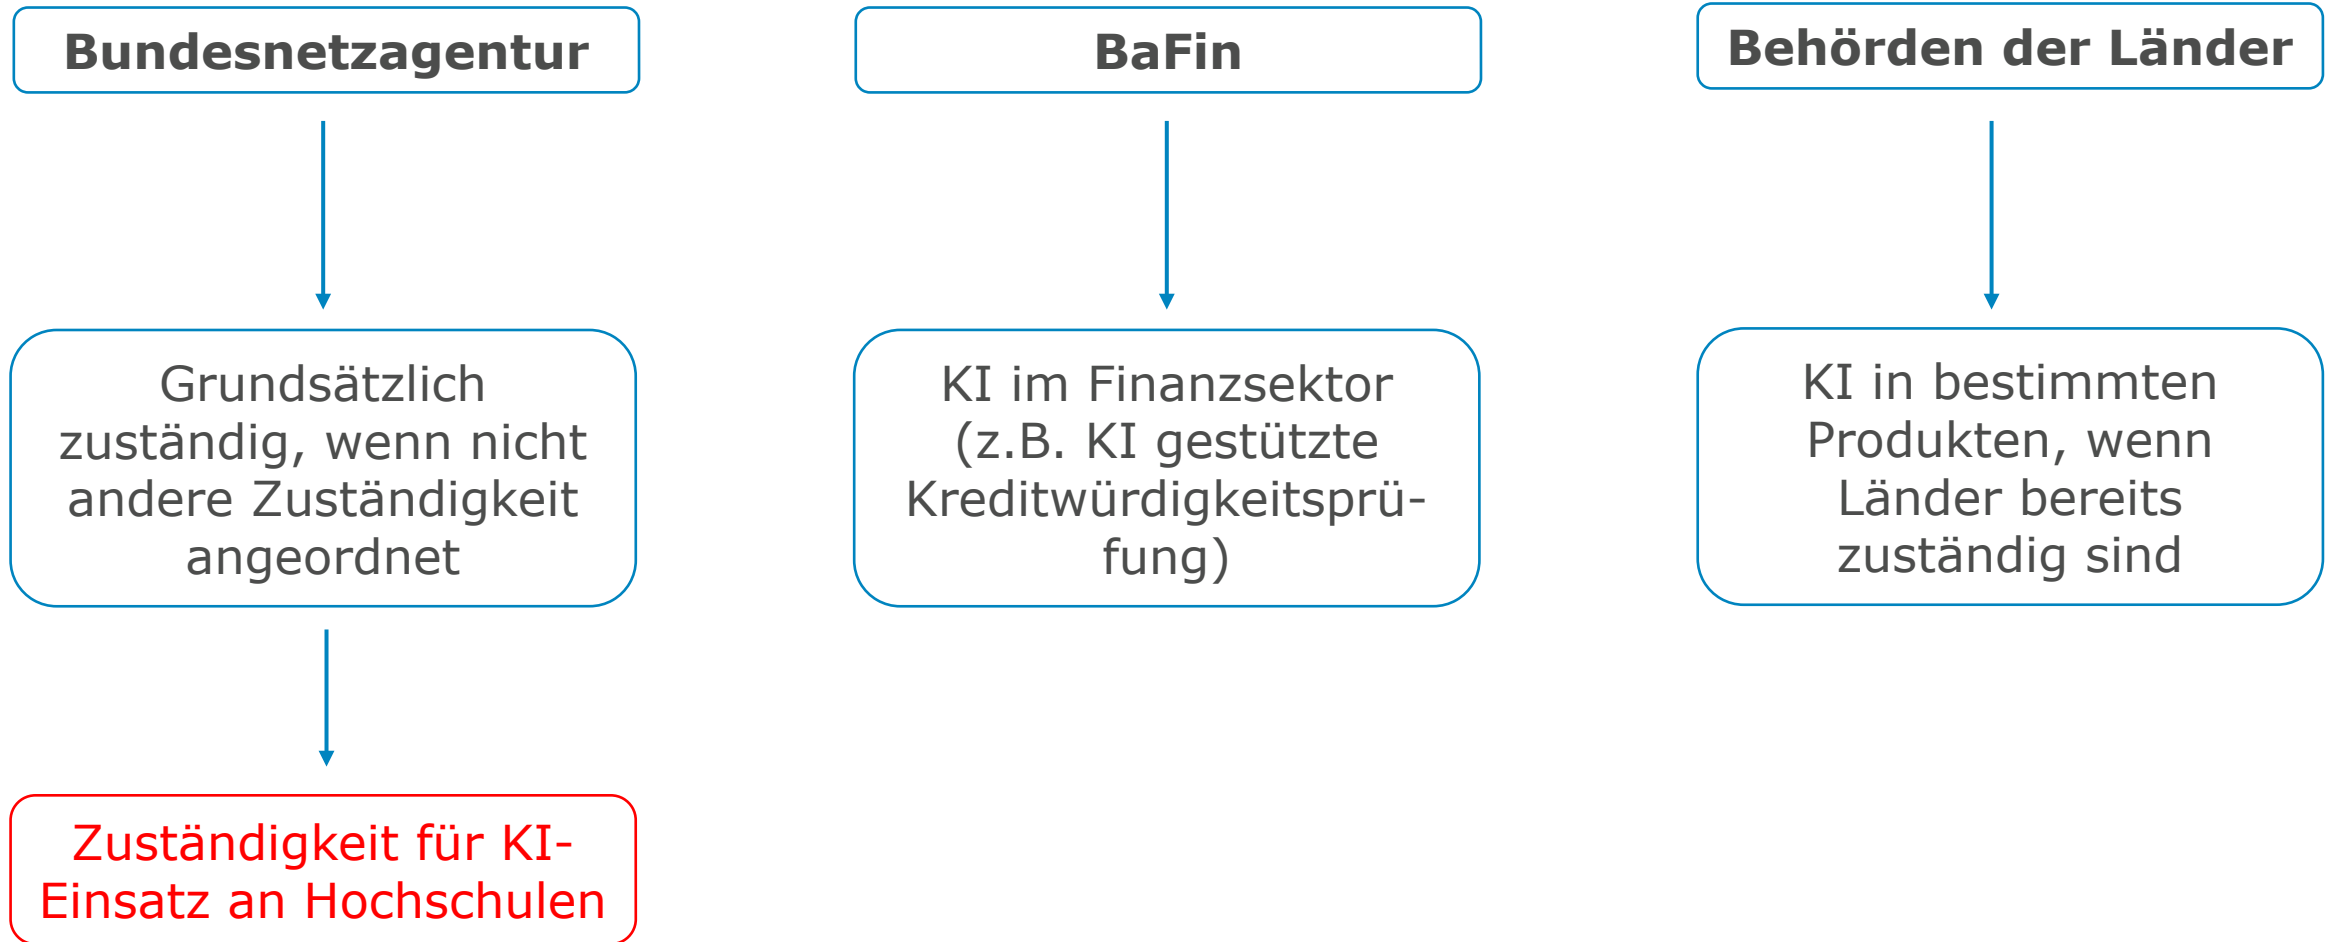 Bundesnetzagentur
BaFin
Behörden der Länder
Grundsätzlich
zuständig, wenn nicht
andere Zuständigkeit
angeordnet
KI im Finanzsektor
(z.B. KI gestützte
Kreditwürdigkeitsprü-
fung)
KI in bestimmten
Produkten, wenn
Länder bereits
zuständig sind
Zuständigkeit für KI-
Einsatz an Hochschulen